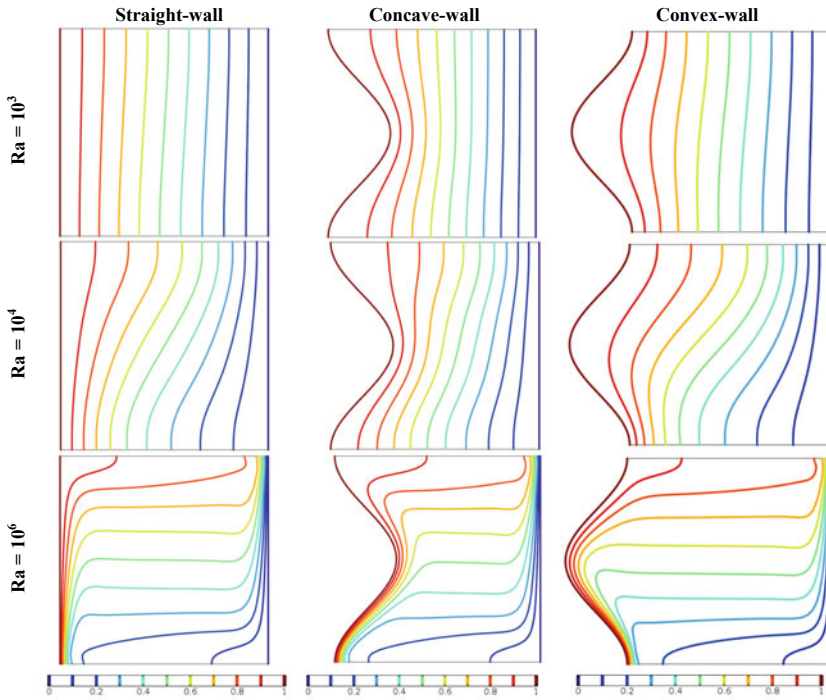 Straight-wall Concave-wall Convex-wall
Ra = 10³
Ra = 10⁴
Ra = 10⁶
0 0.2 0.4 0.6 0.8 1 0 0.2 0.4 0.6 0.8 1 0 0.2 0.4 0.6 0.8